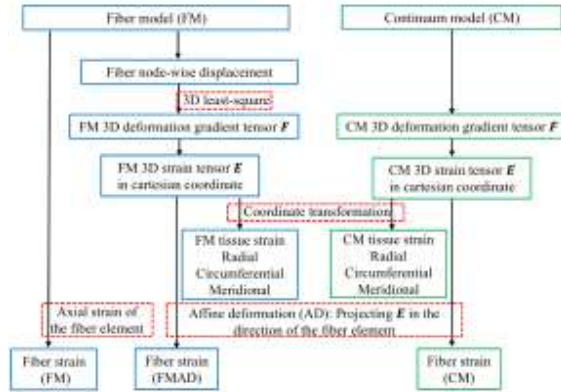 Fiber model (FM)
Continuum model (CM)
Fiber node-wise displacement
3D least-square
FM 3D deformation gradient tensor F
CM 3D deformation gradient tensor F
FM 3D strain tensor E
in cartesian coordinate
CM 3D strain tensor E
in cartesian coordinate
Coordinate transformation
FM tissue strain
Radial
Circumferential
Meridional
CM tissue strain
Radial
Circumferential
Meridional
Axial strain of
the fiber element
Affine deformation (AD): Projecting E in the
direction of the fiber element
Fiber strain
(FM)
Fiber strain
(FMAD)
Fiber strain
(CM)